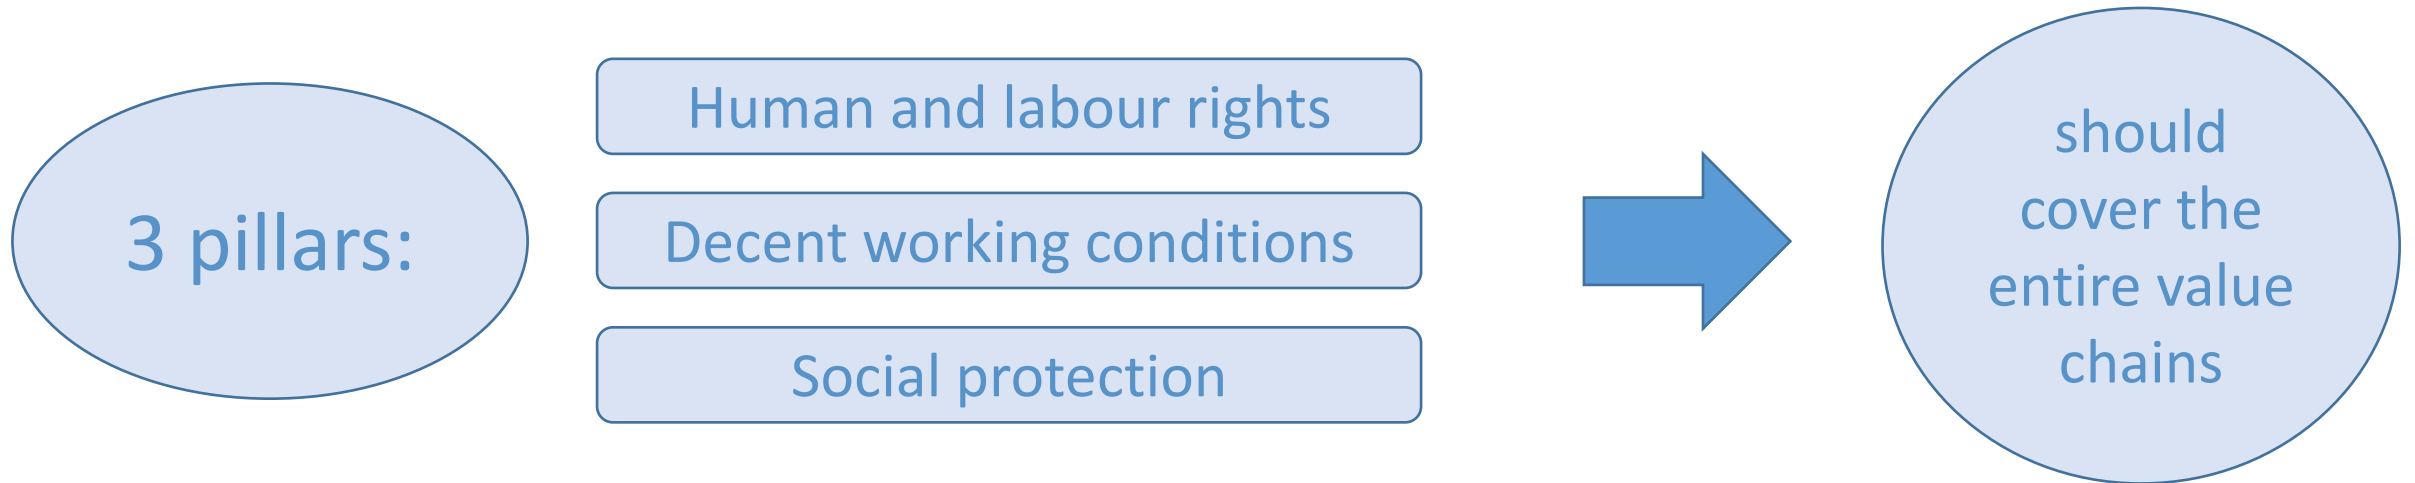 3 pillars:
Human and labour rights
Decent working conditions
Social protection
should
cover the
entire value
chains